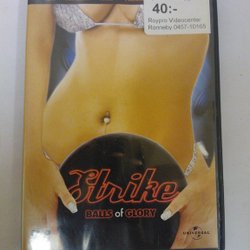 40:-
Roypro Videocenter
Ronneby 0457-10165
Strike
BALLS of GLORY
UNIVERSAL